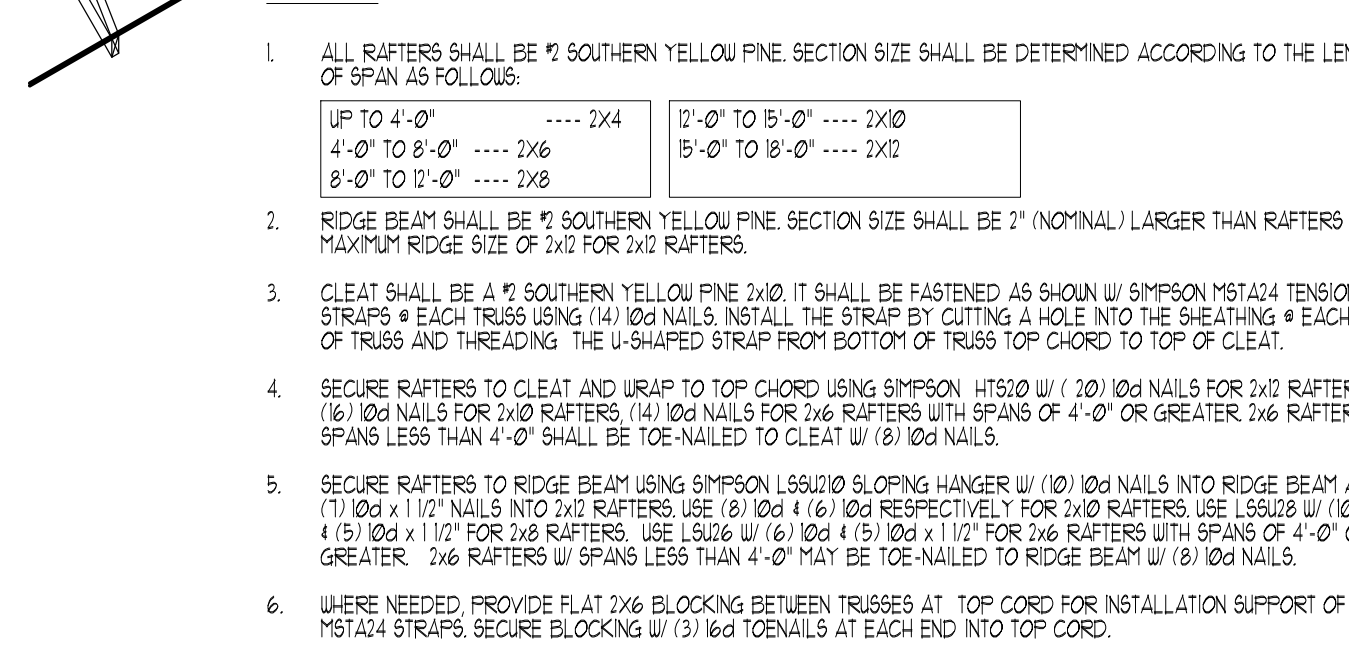 1. ALL RAFTERS SHALL BE #2 SOUTHERN YELLOW PINE. SECTION SIZE SHALL BE DETERMINED ACCORDING TO THE LEN
OF SPAN AS FOLLOWS:
UP TO 4'-0" ---- 2X4
4'-0" TO 8'-0" ---- 2X6
8'-0" TO 12'-0" ---- 2X8
12'-0" TO 15'-0" ---- 2X10
15'-0" TO 18'-0" ---- 2X12
2. RIDGE BEAM SHALL BE #2 SOUTHERN YELLOW PINE. SECTION SIZE SHALL BE 2" (NOMINAL) LARGER THAN RAFTERS
MAXIMUM RIDGE SIZE OF 2x12 FOR 2x12 RAFTERS.
3. CLEAT SHALL BE A #2 SOUTHERN YELLOW PINE 2x10. IT SHALL BE FASTENED AS SHOWN W/ SIMPSON MSTA24 TENSIO
STRAPS @ EACH TRUSS USING (14) 10d NAILS. INSTALL THE STRAP BY CUTTING A HOLE INTO THE SHEATHING @ EACH
OF TRUSS AND THREADING THE U-SHAPED STRAP FROM BOTTOM OF TRUSS TOP CHORD TO TOP OF CLEAT.
4. SECURE RAFTERS TO CLEAT AND WRAP TO TOP CHORD USING SIMPSON HTS20 W/ ( 20) 10d NAILS FOR 2x12 RAFTER
(16) 10d NAILS FOR 2x10 RAFTERS, (14) 10d NAILS FOR 2x6 RAFTERS WITH SPANS OF 4'-0" OR GREATER. 2x6 RAFTER
SPANS LESS THAN 4'-0" SHALL BE TOE-NAILED TO CLEAT W/ (8) 10d NAILS.
5. SECURE RAFTERS TO RIDGE BEAM USING SIMPSON LSSU210 SLOPING HANGER W/ (10) 10d NAILS INTO RIDGE BEAM A
(7) 10d x 1 1/2" NAILS INTO 2x12 RAFTERS. USE (8) 10d & (6) 10d RESPECTIVELY FOR 2x10 RAFTERS. USE LSSU28 W/ (10
& (5) 10d x 1 1/2" FOR 2x8 RAFTERS. USE LSU26 W/ (6) 10d & (5) 10d x 1 1/2" FOR 2x6 RAFTERS WITH SPANS OF 4'-0" O
GREATER. 2x6 RAFTERS W/ SPANS LESS THAN 4'-0" MAY BE TOE-NAILED TO RIDGE BEAM W/ (8) 10d NAILS.
6. WHERE NEEDED, PROVIDE FLAT 2X6 BLOCKING BETWEEN TRUSSES AT TOP CORD FOR INSTALLATION SUPPORT OF
MSTA24 STRAPS. SECURE BLOCKING W/ (3) 16d TOENAILS AT EACH END INTO TOP CORD.